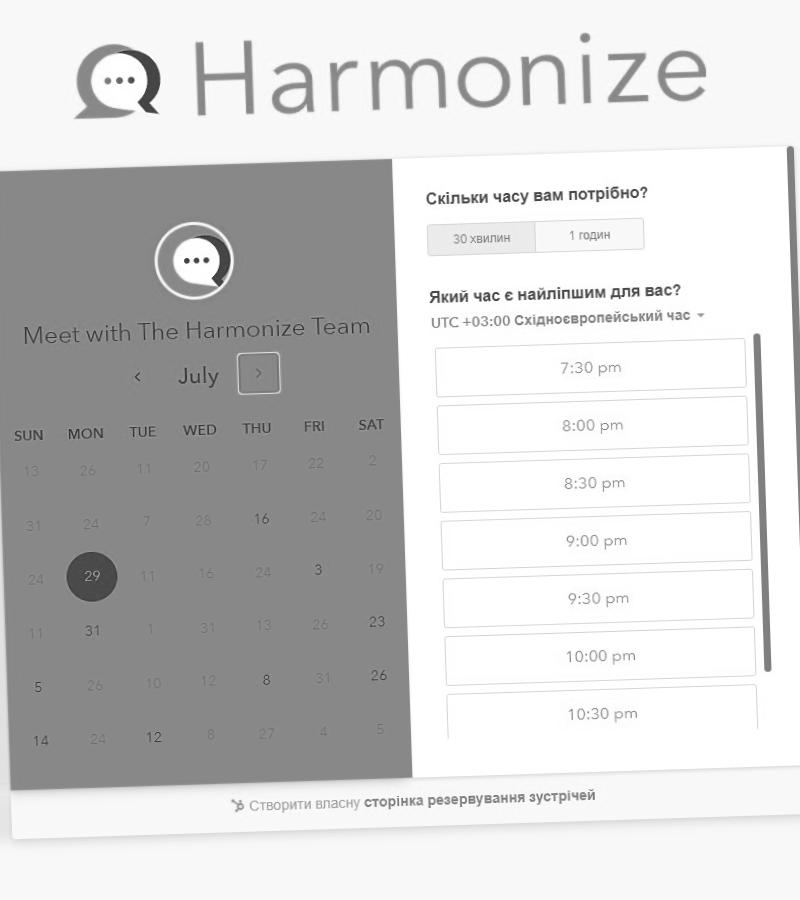 Harmonize
Meet with The Harmonize Team
July
SUN MON TUE WED THU FRI SAT
13 26 11 20 17 22 2
31 24 7 28 16 24 20
24 29 11 16 24 3 19
11 31 1 31 13 26 23
5 26 10 12 8 31 26
14 24 12 8 27 4 5
Скільки часу вам потрібно?
30 хвилин 1 годин
Який час є найліпшим для вас?
UTC +03:00 Східноєвропейський час
7:30 pm
8:00 pm
8:30 pm
9:00 pm
9:30 pm
10:00 pm
10:30 pm
Створити власну сторінка резервування зустрічей